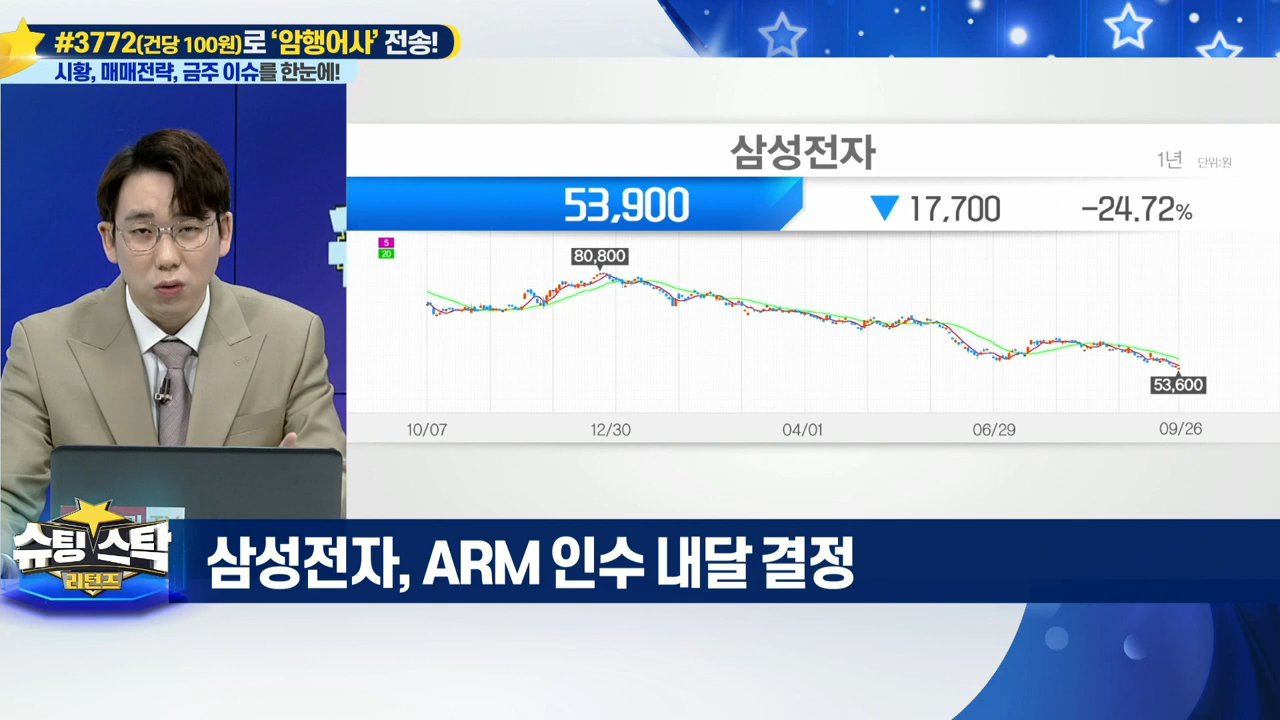 #3772(건당 100원)로 ‘암행어사’ 전송!
시황, 매매전략, 금주 이슈를 한눈에!
삼성전자
1년 단위:원
53,900 ▼ 17,700 -24.72%
5
20
80,800
53,600
10/07 12/30 04/01 06/29 09/26
슈팅 스탁
리턴즈
삼성전자, ARM 인수 내달 결정